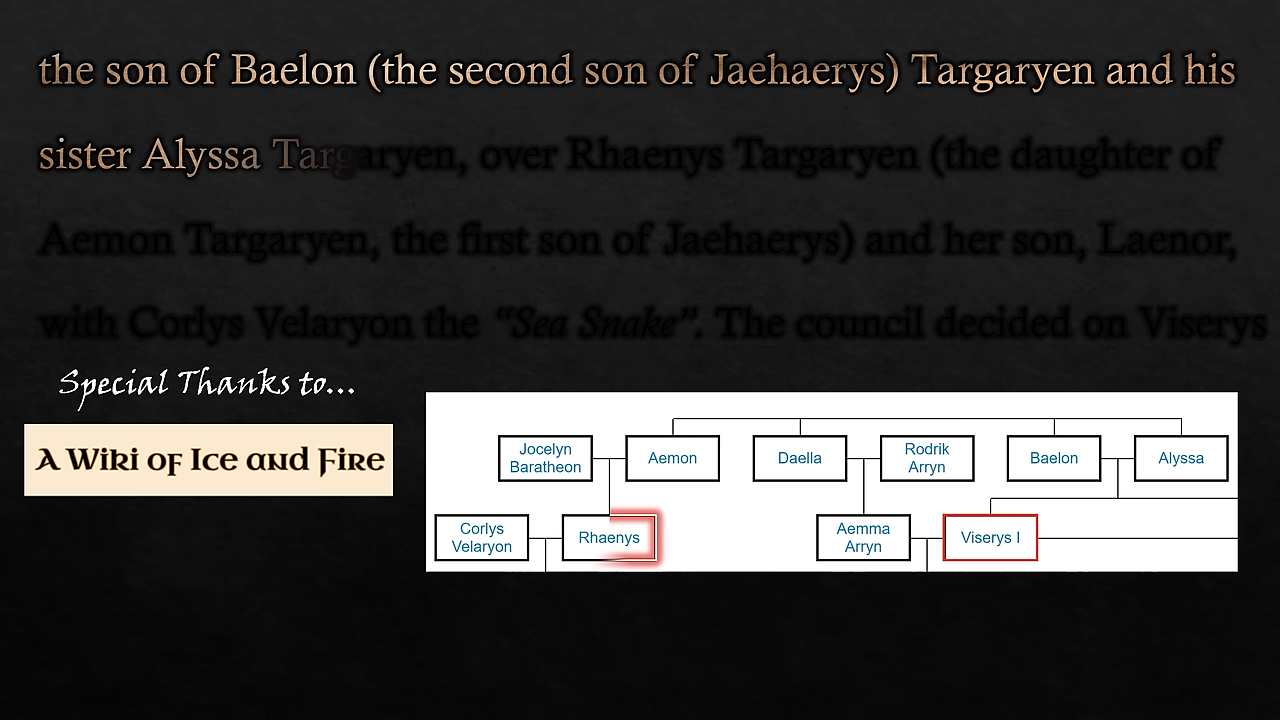 the son of Baelon (the second son of Jaehaerys) Targaryen and his
sister Alyssa Targaryen, over Rhaenys Targaryen (the daughter of
Aemon Targaryen, the first son of Jaehaerys) and her son, Laenor,
with Corlys Velaryon the “Sea Snake”. The council decided on Viserys
Special Thanks to...
A Wiki of Ice and Fire
Jocelyn
Baratheon
Aemon
Daella
Rodrik
Arryn
Baelon
Alyssa
Corlys
Velaryon
Rhaenys
Aemma
Arryn
Viserys I